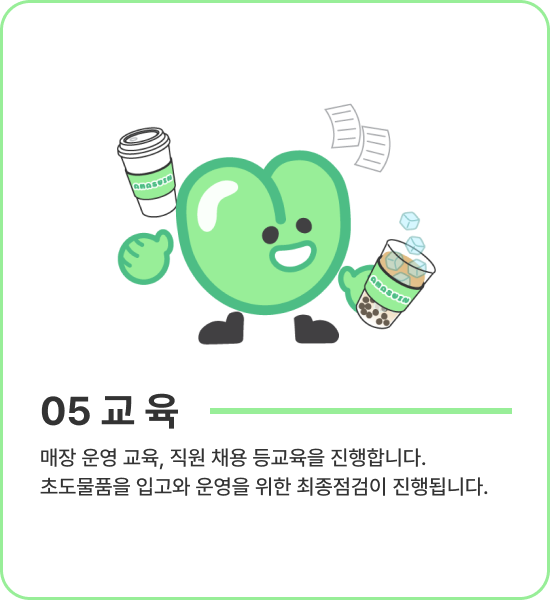 05 교 육
매장 운영 교육, 직원 채용 등교육을 진행합니다.
초도물품을 입고와 운영을 위한 최종점검이 진행됩니다.